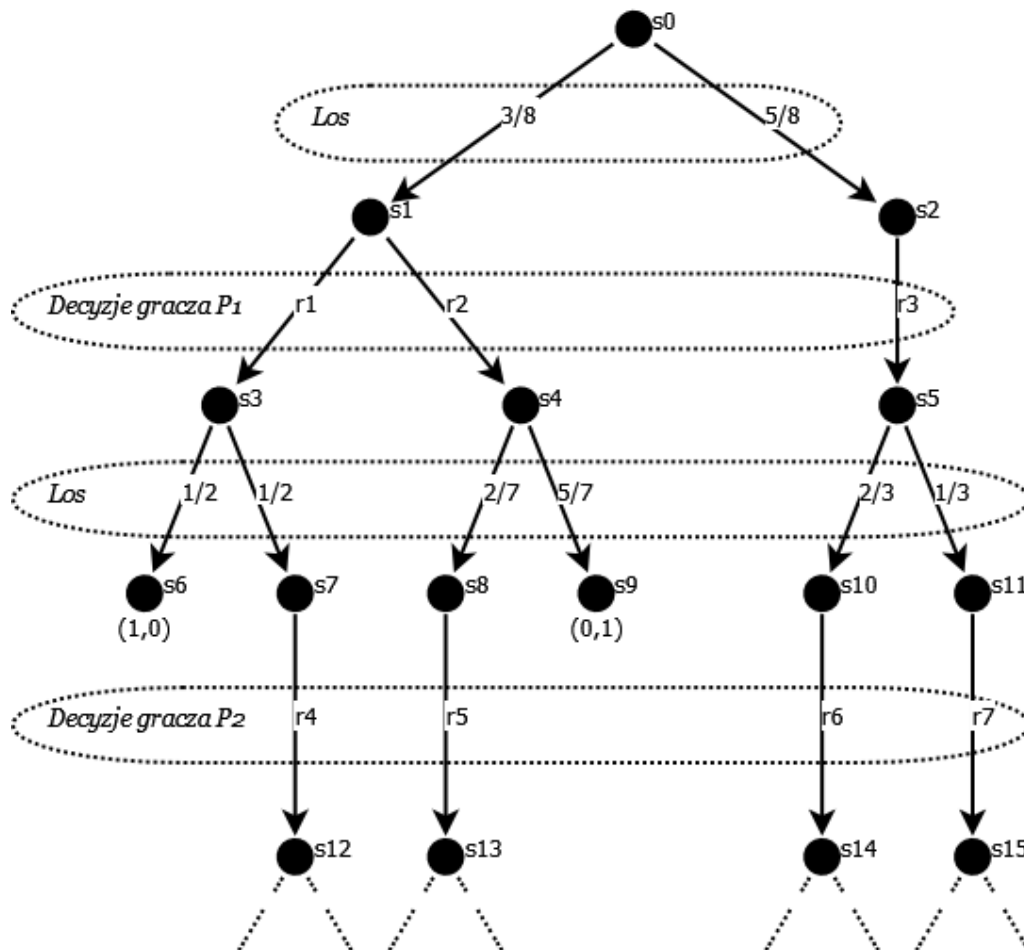 s0
Los
3/8
5/8
s1
s2
Decyzje gracza P1
r1
r2
r3
s3
s4
s5
Los
1/2
1/2
2/7
5/7
2/3
1/3
s6
s7
s8
s9
s10
s11
(1,0)
(0,1)
Decyzje gracza P2
r4
r5
r6
r7
s12
s13
s14
s15